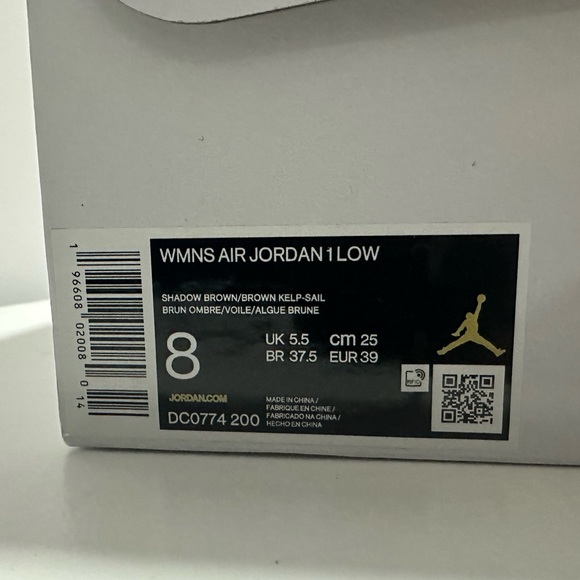 WMNS AIR JORDAN 1 LOW
SHADOW BROWN/BROWN KELP-SAIL
BRUN OMBRE/VOILE/ALGUE BRUNE
8
UK 5.5 cm 25
BR 37.5 EUR 39
JORDAN.COM
DC0774 200
MADE IN CHINA /
FABRIQUE EN CHINE /
FABRICADO NA CHINA /
HECHO EN CHINA
RFID
1 96608 02008 0 14